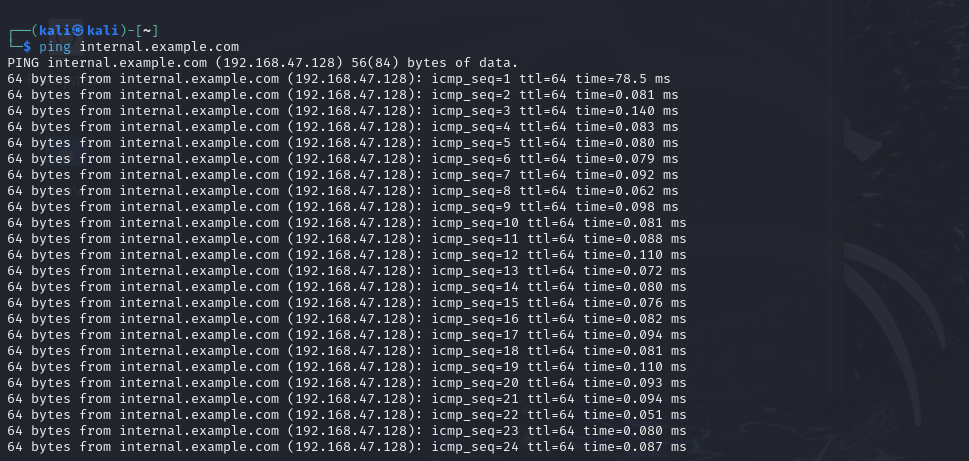 ┌──(kali㉿kali)-[~]
└─$ ping internal.example.com
PING internal.example.com (192.168.47.128) 56(84) bytes of data.
64 bytes from internal.example.com (192.168.47.128): icmp_seq=1 ttl=64 time=78.5 ms
64 bytes from internal.example.com (192.168.47.128): icmp_seq=2 ttl=64 time=0.081 ms
64 bytes from internal.example.com (192.168.47.128): icmp_seq=3 ttl=64 time=0.140 ms
64 bytes from internal.example.com (192.168.47.128): icmp_seq=4 ttl=64 time=0.083 ms
64 bytes from internal.example.com (192.168.47.128): icmp_seq=5 ttl=64 time=0.080 ms
64 bytes from internal.example.com (192.168.47.128): icmp_seq=6 ttl=64 time=0.079 ms
64 bytes from internal.example.com (192.168.47.128): icmp_seq=7 ttl=64 time=0.092 ms
64 bytes from internal.example.com (192.168.47.128): icmp_seq=8 ttl=64 time=0.062 ms
64 bytes from internal.example.com (192.168.47.128): icmp_seq=9 ttl=64 time=0.098 ms
64 bytes from internal.example.com (192.168.47.128): icmp_seq=10 ttl=64 time=0.081 ms
64 bytes from internal.example.com (192.168.47.128): icmp_seq=11 ttl=64 time=0.088 ms
64 bytes from internal.example.com (192.168.47.128): icmp_seq=12 ttl=64 time=0.110 ms
64 bytes from internal.example.com (192.168.47.128): icmp_seq=13 ttl=64 time=0.072 ms
64 bytes from internal.example.com (192.168.47.128): icmp_seq=14 ttl=64 time=0.080 ms
64 bytes from internal.example.com (192.168.47.128): icmp_seq=15 ttl=64 time=0.076 ms
64 bytes from internal.example.com (192.168.47.128): icmp_seq=16 ttl=64 time=0.082 ms
64 bytes from internal.example.com (192.168.47.128): icmp_seq=17 ttl=64 time=0.094 ms
64 bytes from internal.example.com (192.168.47.128): icmp_seq=18 ttl=64 time=0.081 ms
64 bytes from internal.example.com (192.168.47.128): icmp_seq=19 ttl=64 time=0.110 ms
64 bytes from internal.example.com (192.168.47.128): icmp_seq=20 ttl=64 time=0.093 ms
64 bytes from internal.example.com (192.168.47.128): icmp_seq=21 ttl=64 time=0.094 ms
64 bytes from internal.example.com (192.168.47.128): icmp_seq=22 ttl=64 time=0.051 ms
64 bytes from internal.example.com (192.168.47.128): icmp_seq=23 ttl=64 time=0.080 ms
64 bytes from internal.example.com (192.168.47.128): icmp_seq=24 ttl=64 time=0.087 ms